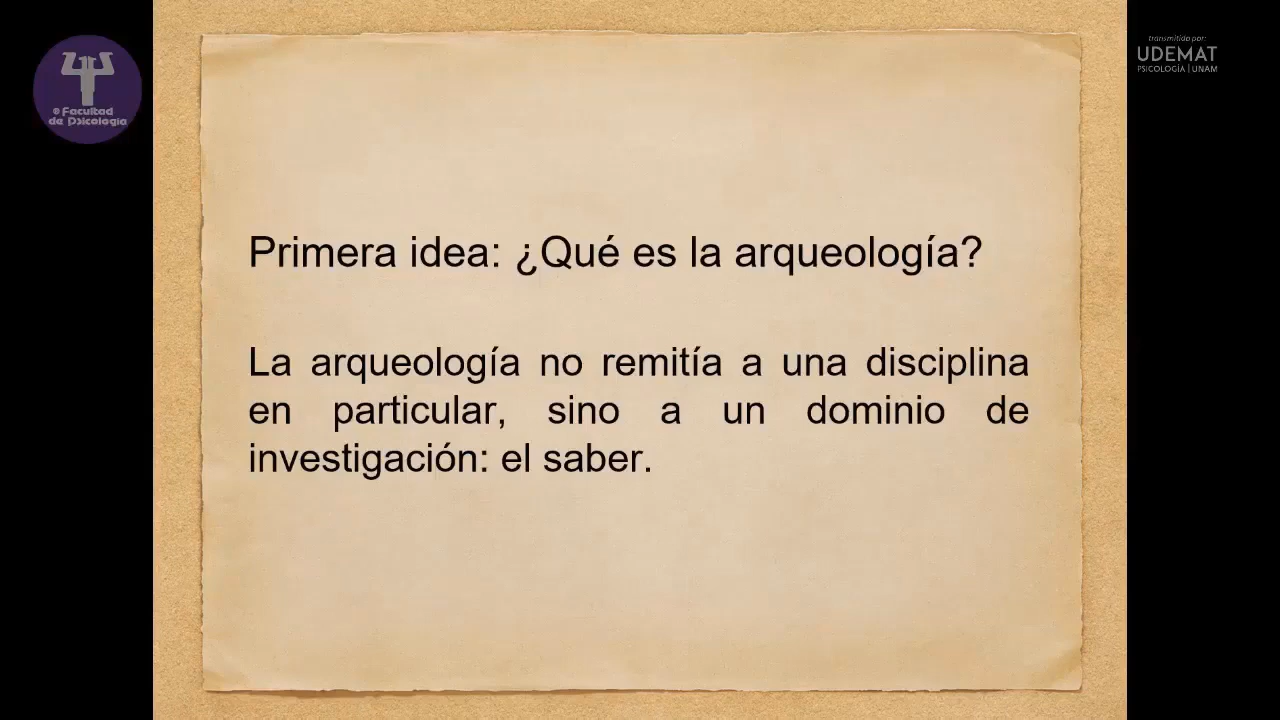 © Facultad
de Psicología
transmitido por:
UDEMAT
PSICOLOGÍA | UNAM
Primera idea: ¿Qué es la arqueología?
La arqueología no remitía a una disciplina
en particular, sino a un dominio de
investigación: el saber.